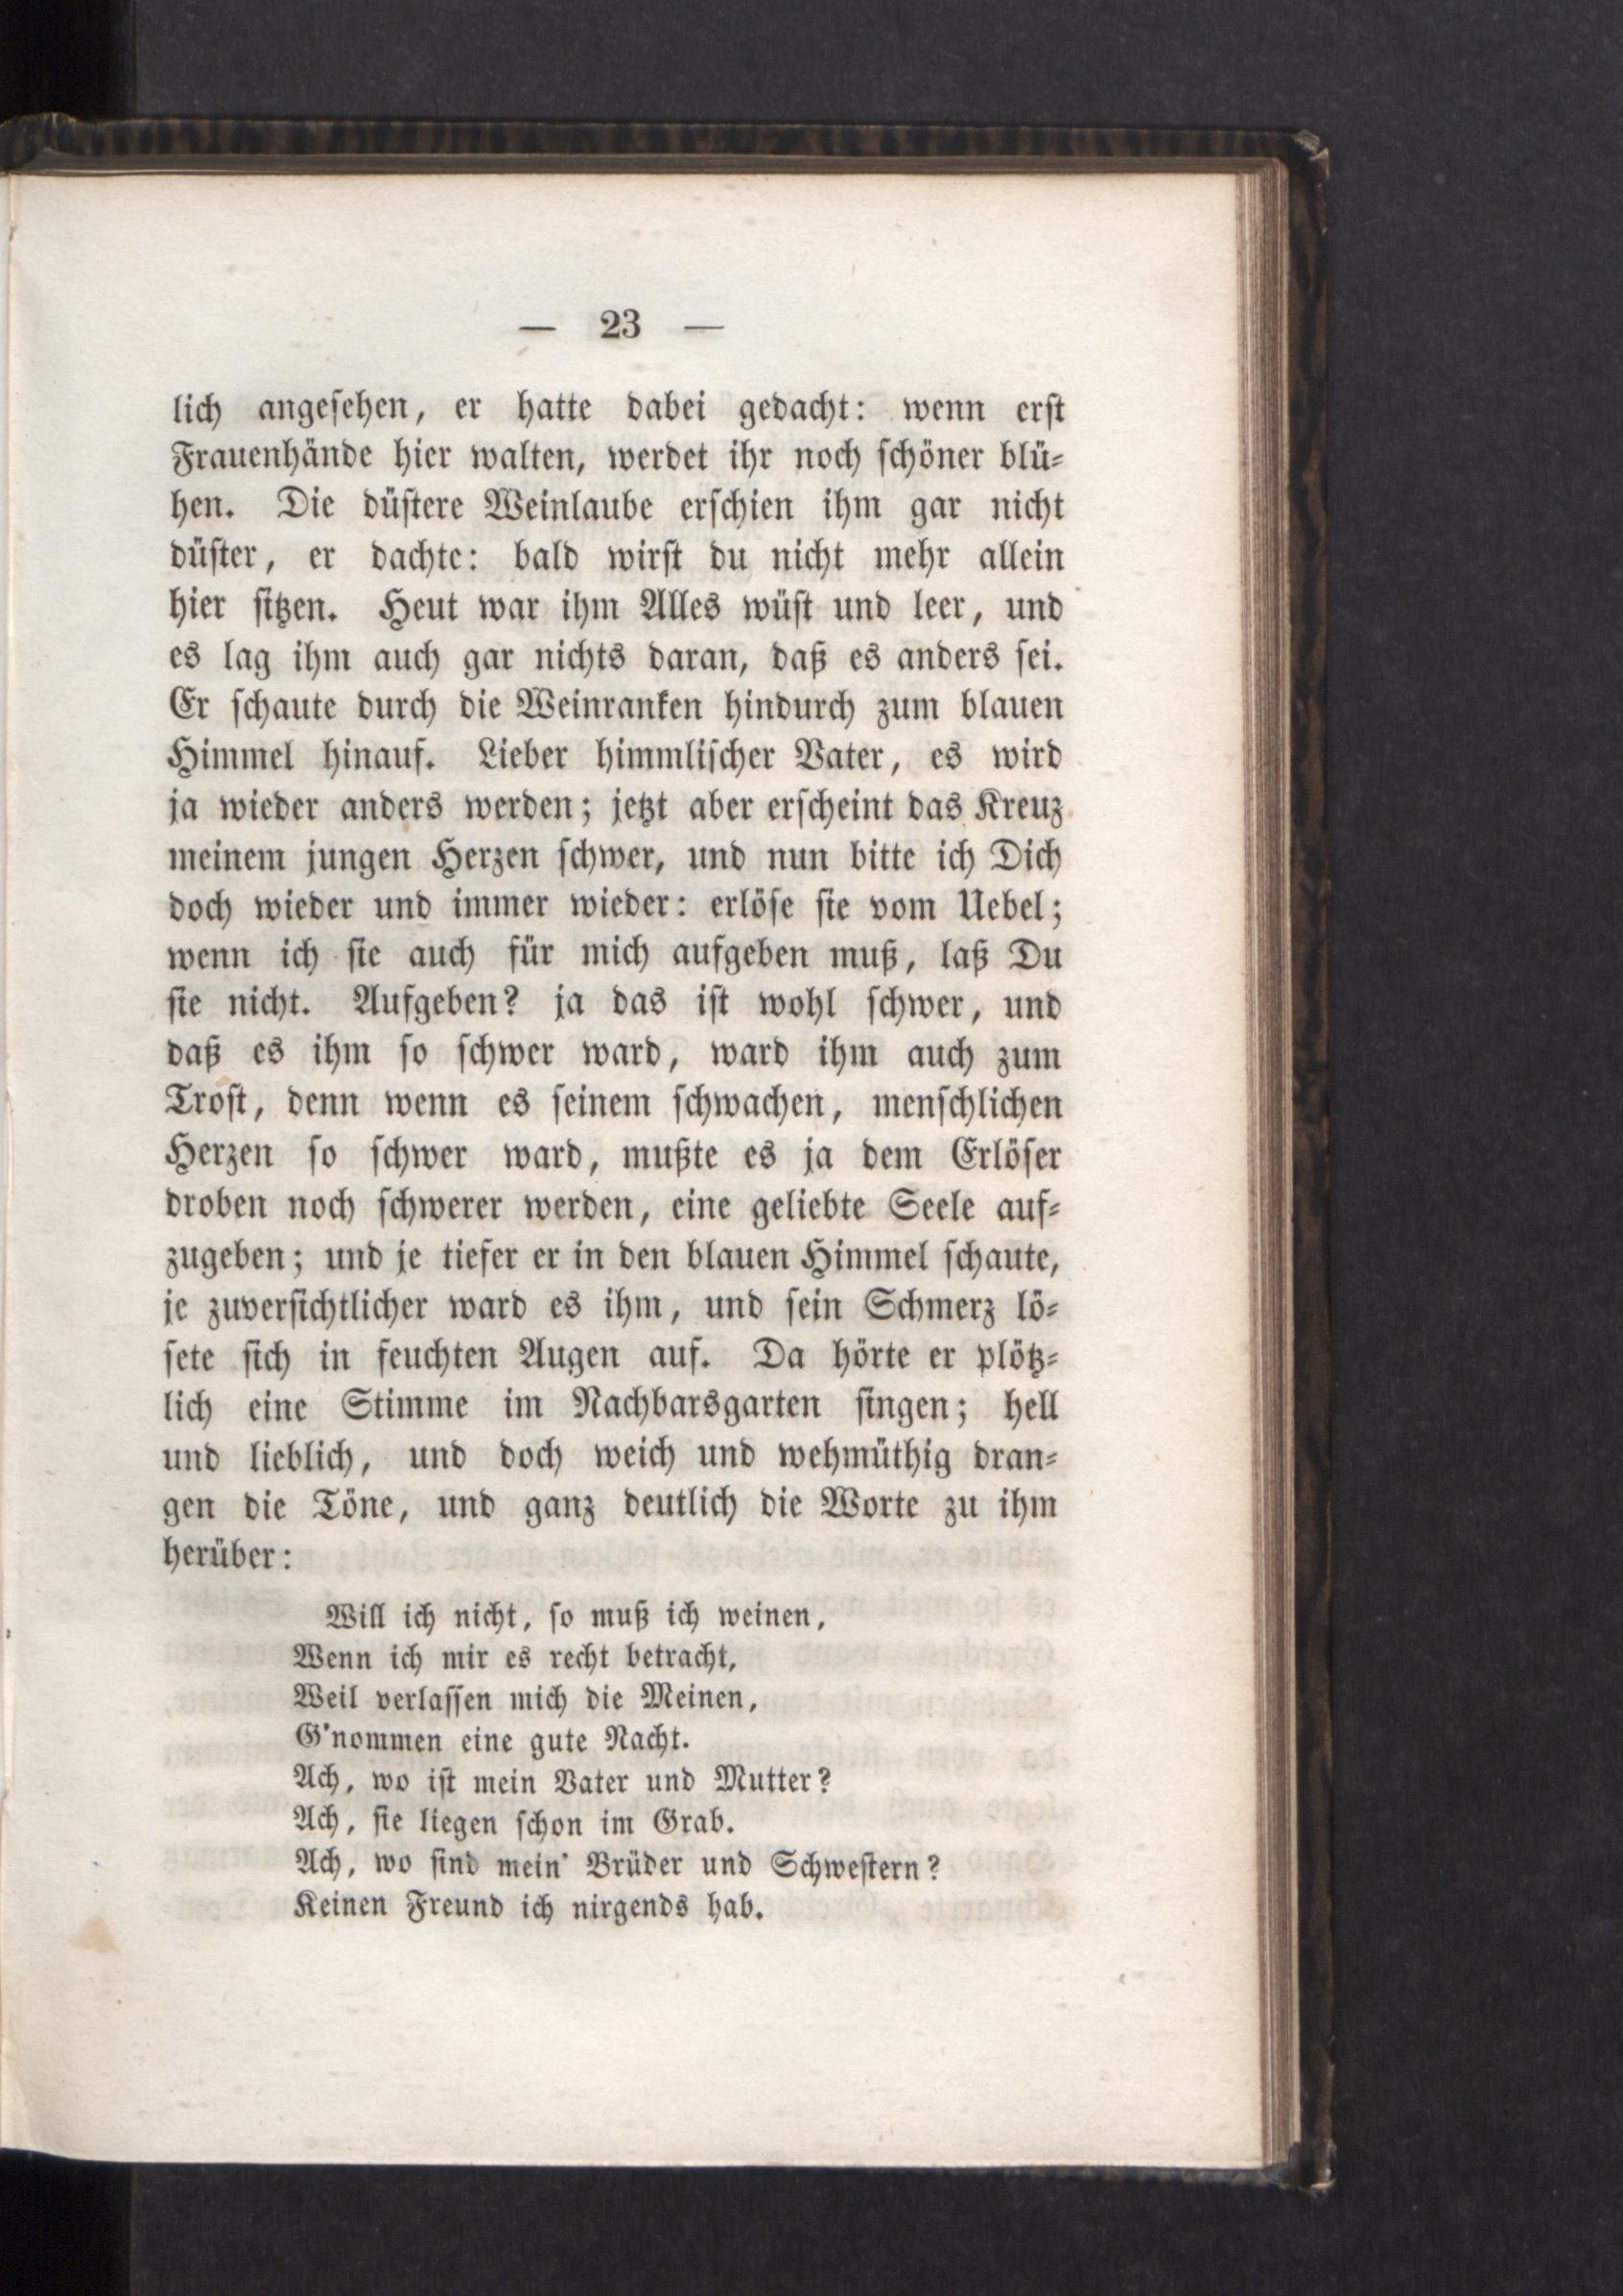 — 23 —
lich angesehen, er hatte dabei gedacht: wenn erst
Frauenhände hier walten, werdet ihr noch schöner blü-
hen. Die düstere Weinlaube erschien ihm gar nicht
düster, er dachte: bald wirst du nicht mehr allein
hier sitzen. Heut war ihm Alles wüst und leer, und
es lag ihm auch gar nichts daran, daß es anders sei.
Er schaute durch die Weinranken hindurch zum blauen
Himmel hinauf. Lieber himmlischer Vater, es wird
ja wieder anders werden; jetzt aber erscheint das Kreuz
meinem jungen Herzen schwer, und nun bitte ich Dich
doch wieder und immer wieder: erlöse sie vom Uebel;
wenn ich sie auch für mich aufgeben muß, laß Du
sie nicht. Aufgeben? ja das ist wohl schwer, und
daß es ihm so schwer ward, ward ihm auch zum
Trost, denn wenn es seinem schwachen, menschlichen
Herzen so schwer ward, mußte es ja dem Erlöser
droben noch schwerer werden, eine geliebte Seele auf-
zugeben; und je tiefer er in den blauen Himmel schaute,
je zuversichtlicher ward es ihm, und sein Schmerz lö-
sete sich in feuchten Augen auf. Da hörte er plötz-
lich eine Stimme im Nachbarsgarten singen; hell
und lieblich, und doch weich und wehmüthig dran-
gen die Töne, und ganz deutlich die Worte zu ihm
herüber:
Will ich nicht, so muß ich weinen,
Wenn ich mir es recht betracht,
Weil verlassen mich die Meinen,
G'nommen eine gute Nacht.
Ach, wo ist mein Vater und Mutter?
Ach, sie liegen schon im Grab.
Ach, wo sind mein' Brüder und Schwestern?
Keinen Freund ich nirgends hab.